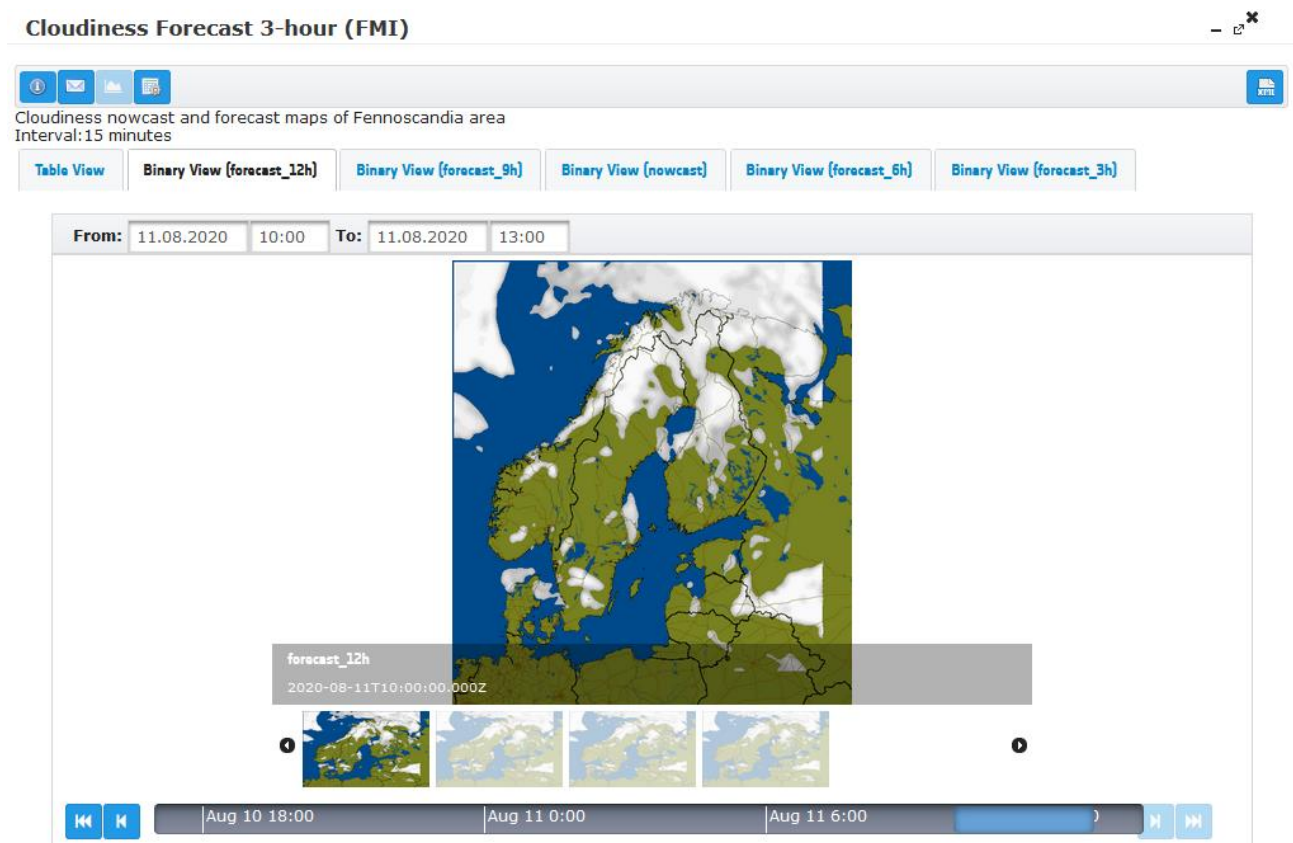 Cloudiness Forecast 3-hour (FMI)
XML
Cloudiness nowcast and forecast maps of Fennoscandia area
Interval:15 minutes
Table View Binary View (forecast_12h) Binary View (forecast_9h) Binary View (nowcast) Binary View (forecast_6h) Binary View (forecast_3h)
From: 11.08.2020 10:00 To: 11.08.2020 13:00
forecast_12h
2020-08-11T10:00:00.000Z
Aug 10 18:00 Aug 11 0:00 Aug 11 6:00